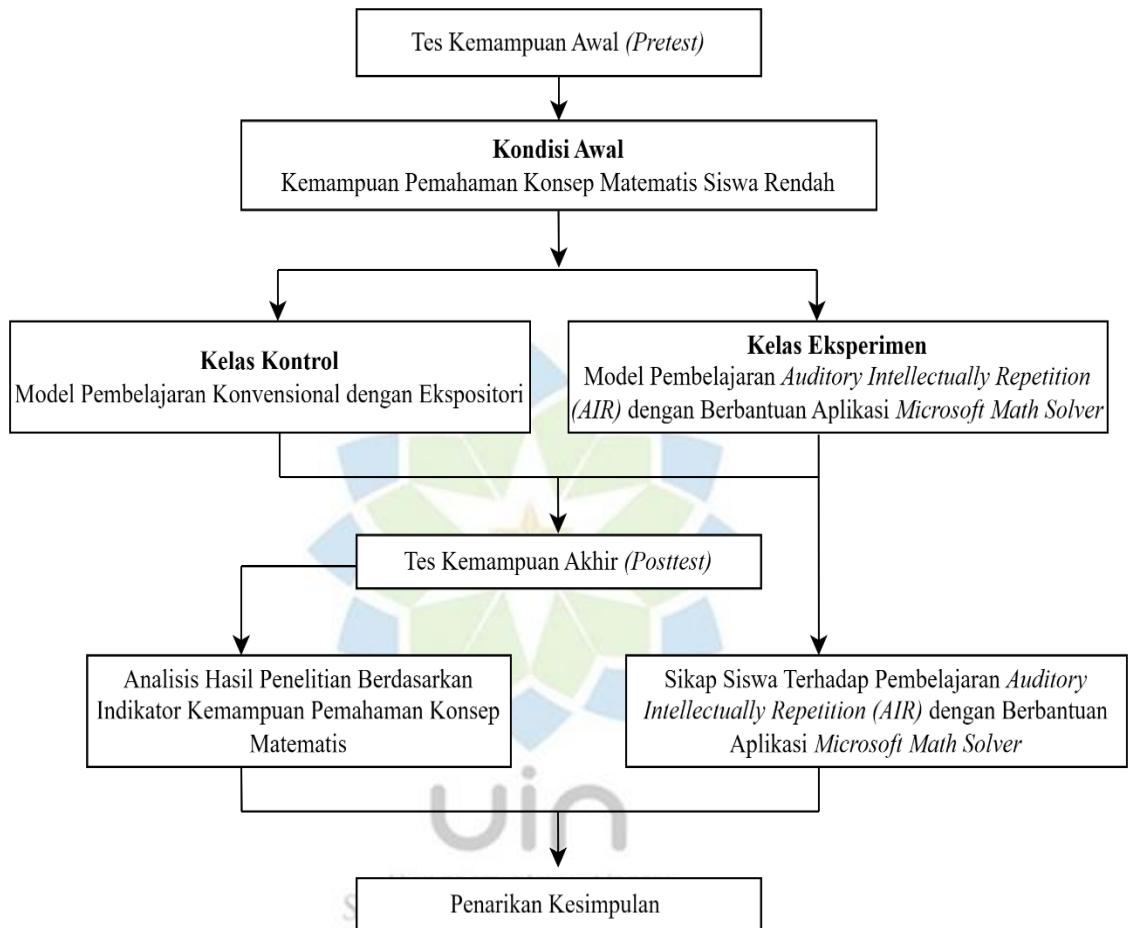 Tes Kemampuan Awal (Pretest)
Kondisi Awal
Kemampuan Pemahaman Konsep Matematis Siswa Rendah
Kelas Kontrol
Model Pembelajaran Konvensional dengan Ekspositori
Kelas Eksperimen
Model Pembelajaran Auditory Intellectually Repetition
(AIR) dengan Berbantuan Aplikasi Microsoft Math Solver
Tes Kemampuan Akhir (Posttest)
Analisis Hasil Penelitian Berdasarkan
Indikator Kemampuan Pemahaman Konsep
Matematis
Sikap Siswa Terhadap Pembelajaran Auditory
Intellectually Repetition (AIR) dengan Berbantuan
Aplikasi Microsoft Math Solver
uin
Penarikan Kesimpulan